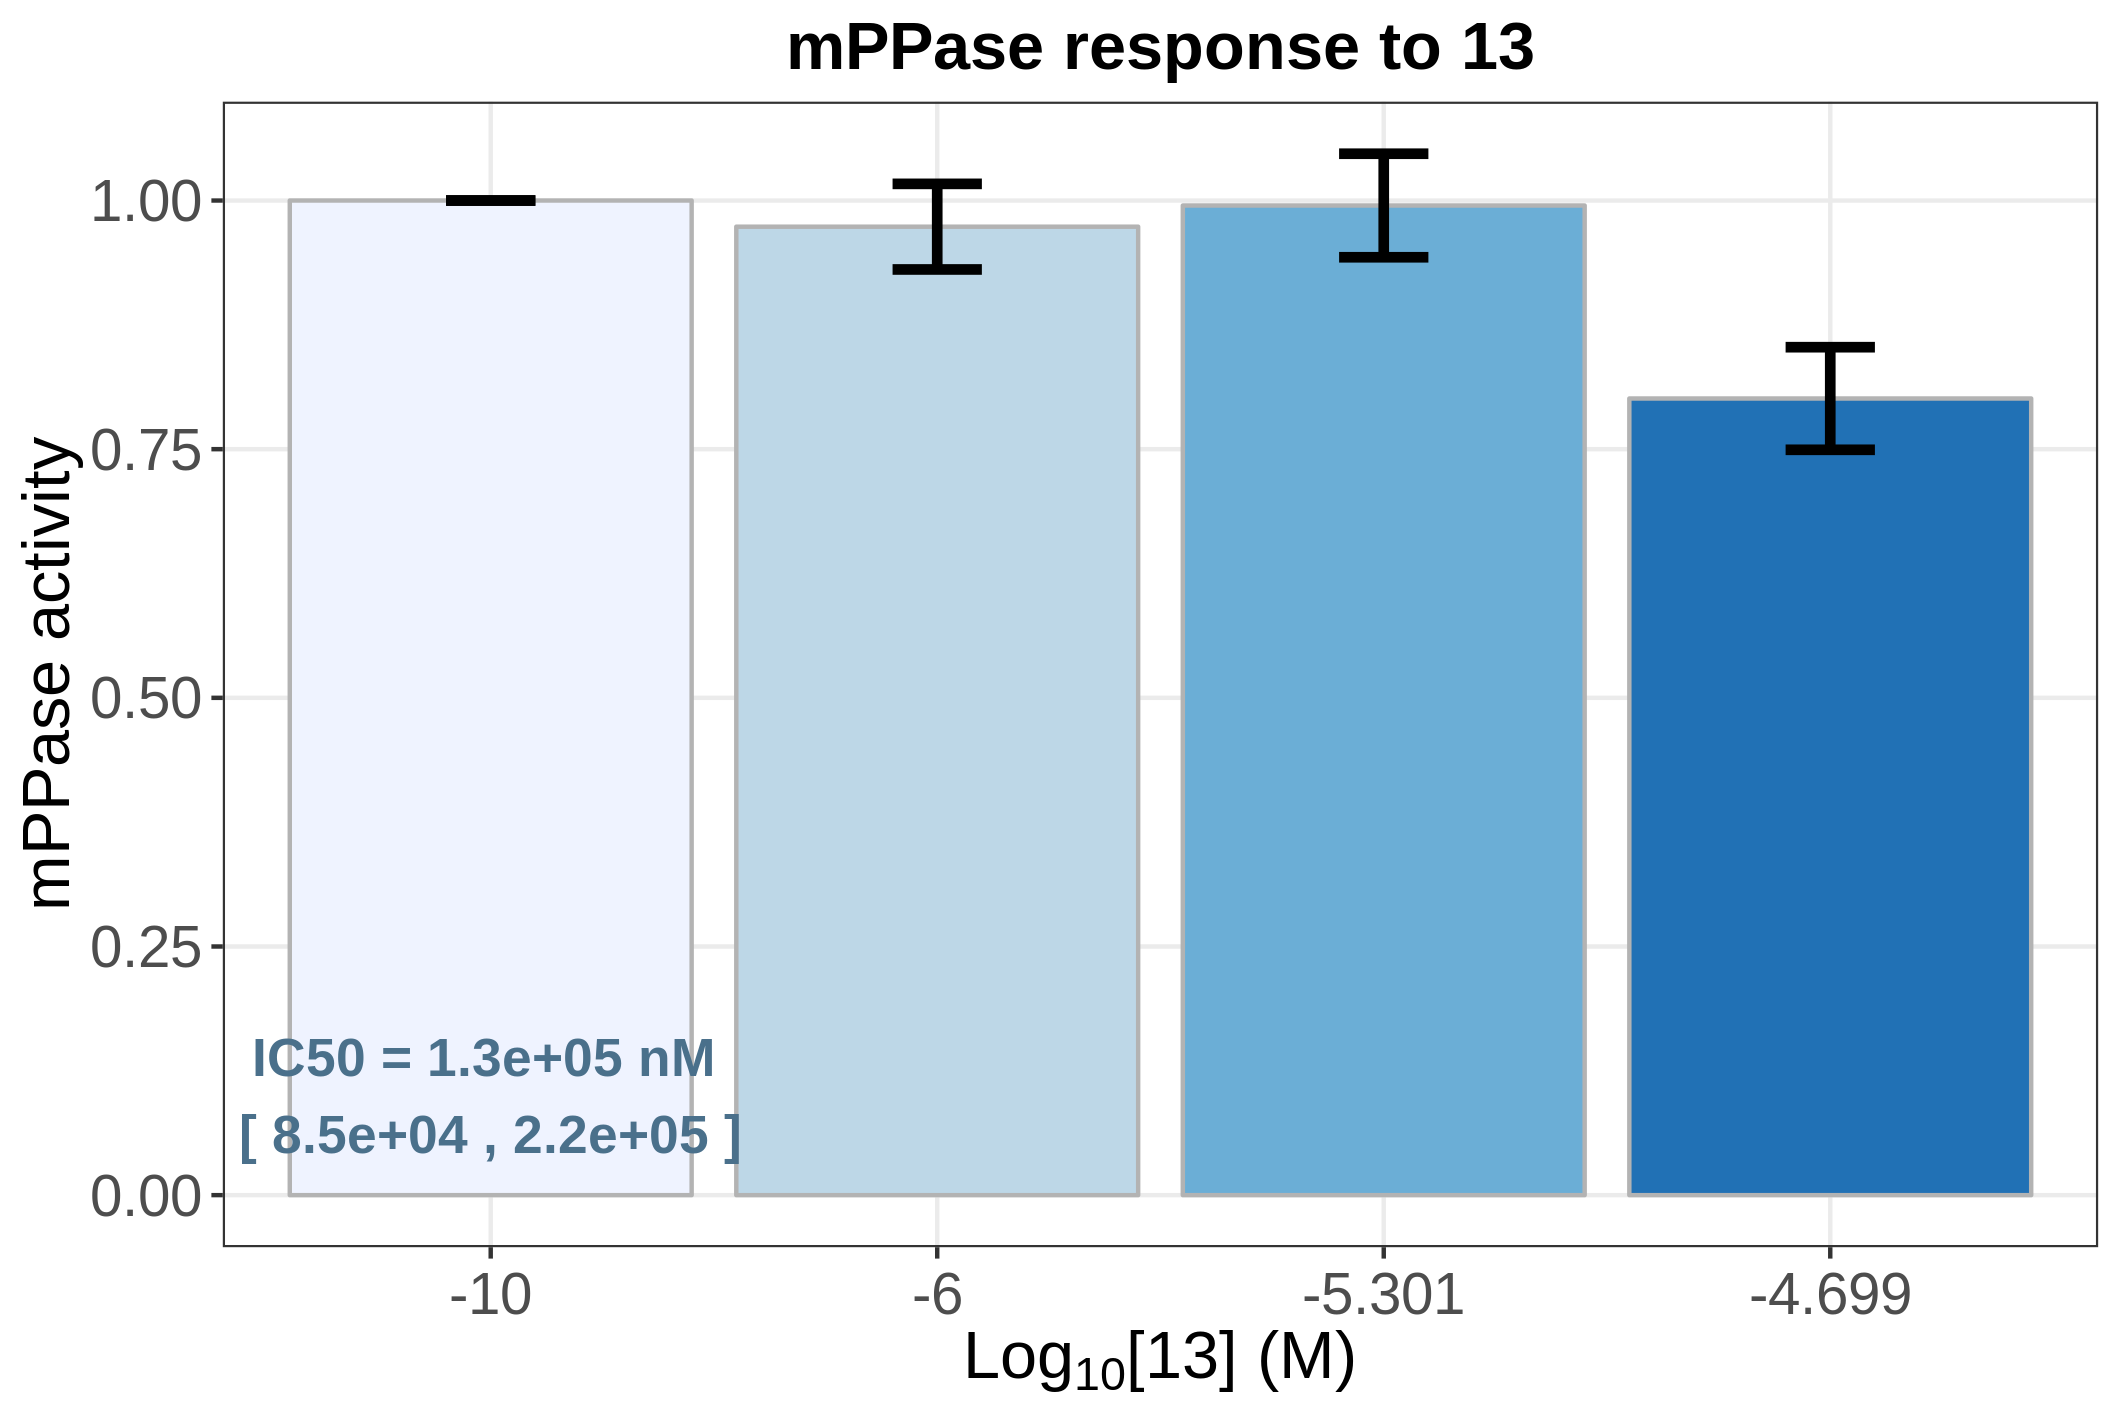 mPPase response to 13
mPPase activity
1.00
0.75
0.50
0.25
0.00
IC50 = 1.3e+05 nM
[ 8.5e+04 , 2.2e+05 ]
-10
-6
-5.301
-4.699
Log₁₀[13] (M)